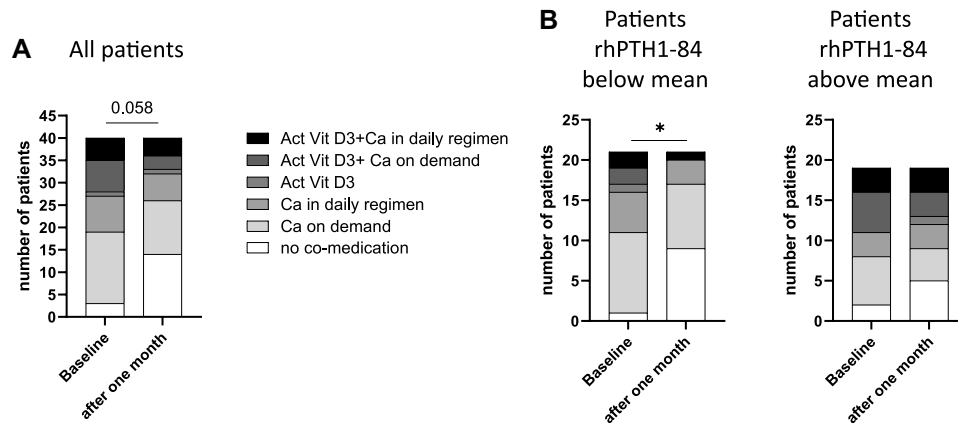 A
All patients
number of patients
45
40
35
30
25
20
15
10
5
0
0.058
Baseline
after one month
Act Vit D3+Ca in daily regimen
Act Vit D3+ Ca on demand
Act Vit D3
Ca in daily regimen
Ca on demand
no co-medication
B
Patients
rhPTH1-84
below mean
number of patients
25
20
15
10
5
0
*
Baseline
after one month
Patients
rhPTH1-84
above mean
number of patients
25
20
15
10
5
0
Baseline
after one month